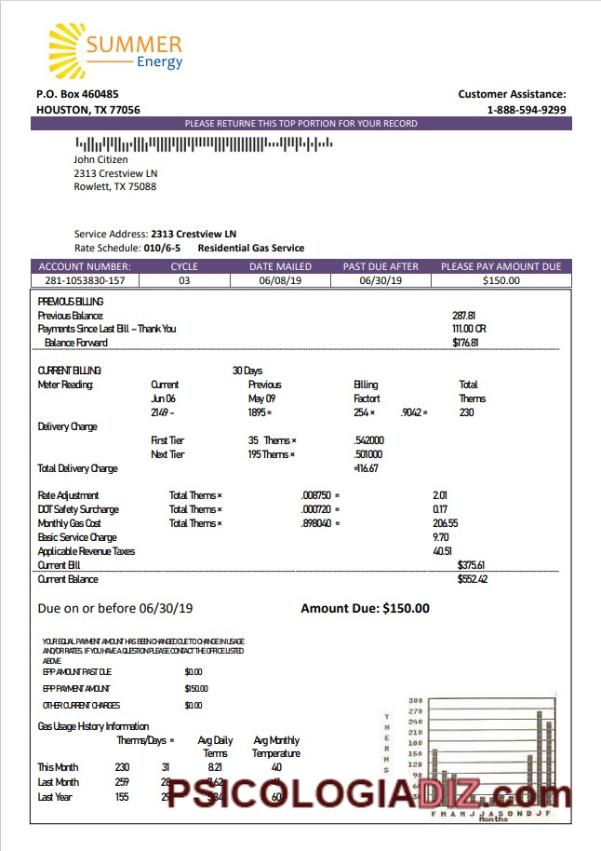 SUMMER
Energy
P.O. Box 460485
HOUSTON, TX 77056
Customer Assistance:
1-888-594-9299
PLEASE RETURNE THIS TOP PORTION FOR YOUR RECORD
John Citizen
2313 Crestview LN
Rowlett, TX 75088
Service Address: 2313 Crestview LN
Rate Schedule: 010/6-5 Residential Gas Service
ACCOUNT NUMBER: CYCLE DATE MAILED PAST DUE AFTER PLEASE PAY AMOUNT DUE
281-1053830-157 03 06/08/19 06/30/19 $150.00
PREVIOUS BILLING
Previous Balance: 287.81
Payments Since Last Bill – Thank You 111.00 CR
Balance Forward $176.81
CURRENT BILLING 30 Days
Meter Reading: Current Previous Billing Total
Jun 06 May 09 Factort Therms
2149 – 1895 = 254 × .9042 = 230
Delivery Charge
First Tier 35 Therms × .542000
Next Tier 195 Therms × .501000
Total Delivery Charge =116.67
Rate Adjustment Total Therms × .008750 = 2.01
DOT Safety Surcharge Total Therms × .000720 = 0.17
Monthly Gas Cost Total Therms × .898040 = 206.55
Basic Service Charge 9.70
Applicable Revenue Taxes 40.51
Current Bill $375.61
Current Balance $552.42
Due on or before 06/30/19 Amount Due: $150.00
YOUR EQUAL PAYMENT AMOUNT HAS BEEN CHANGED DUE TO CHANGE IN USAGE
AND/OR RATES. IF YOU HAVE A QUESTION PLEASE CONTACT THE OFFICE LISTED
ABOVE
EPP AMOUNT PAST DUE $0.00
EPP PAYMENT AMOUNT $150.00
OTHER CURRENT CHARGES $0.00
Gas Usage History Information
Therms/Days = Avg Daily Avg Monthly
Terms Temperature
This Month 230 31 8.21 40
Last Month 259
Last Year 155 60
THERMS
300
270
240
210
180
150
120
90
60
F M A M J J A S O N D J F
Months
PSICOLOGIADIZ.com